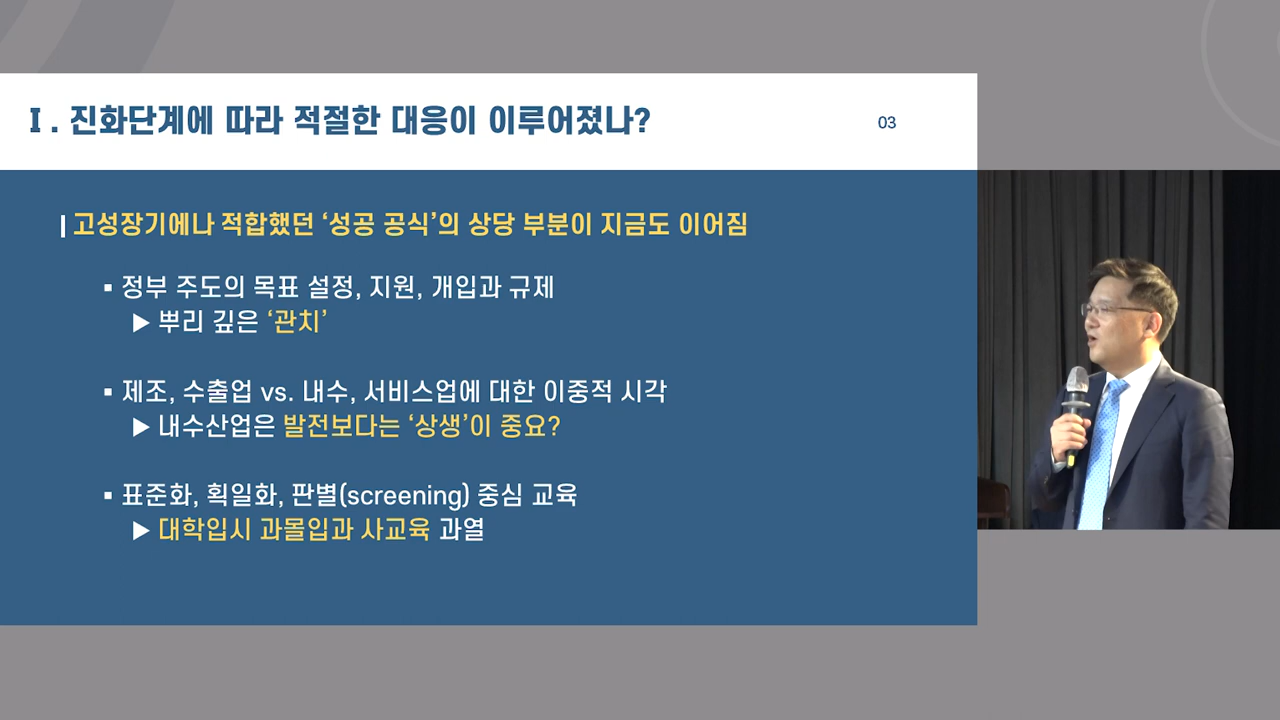 Ⅰ. 진화단계에 따라 적절한 대응이 이루어졌나?
03
고성장기에나 적합했던 ‘성공 공식’의 상당 부분이 지금도 이어짐
▪ 정부 주도의 목표 설정, 지원, 개입과 규제
▶ 뿌리 깊은 ‘관치’
▪ 제조, 수출업 vs. 내수, 서비스업에 대한 이중적 시각
▶ 내수산업은 발전보다는 ‘상생’이 중요?
▪ 표준화, 획일화, 판별(screening) 중심 교육
▶ 대학입시 과몰입과 사교육 과열